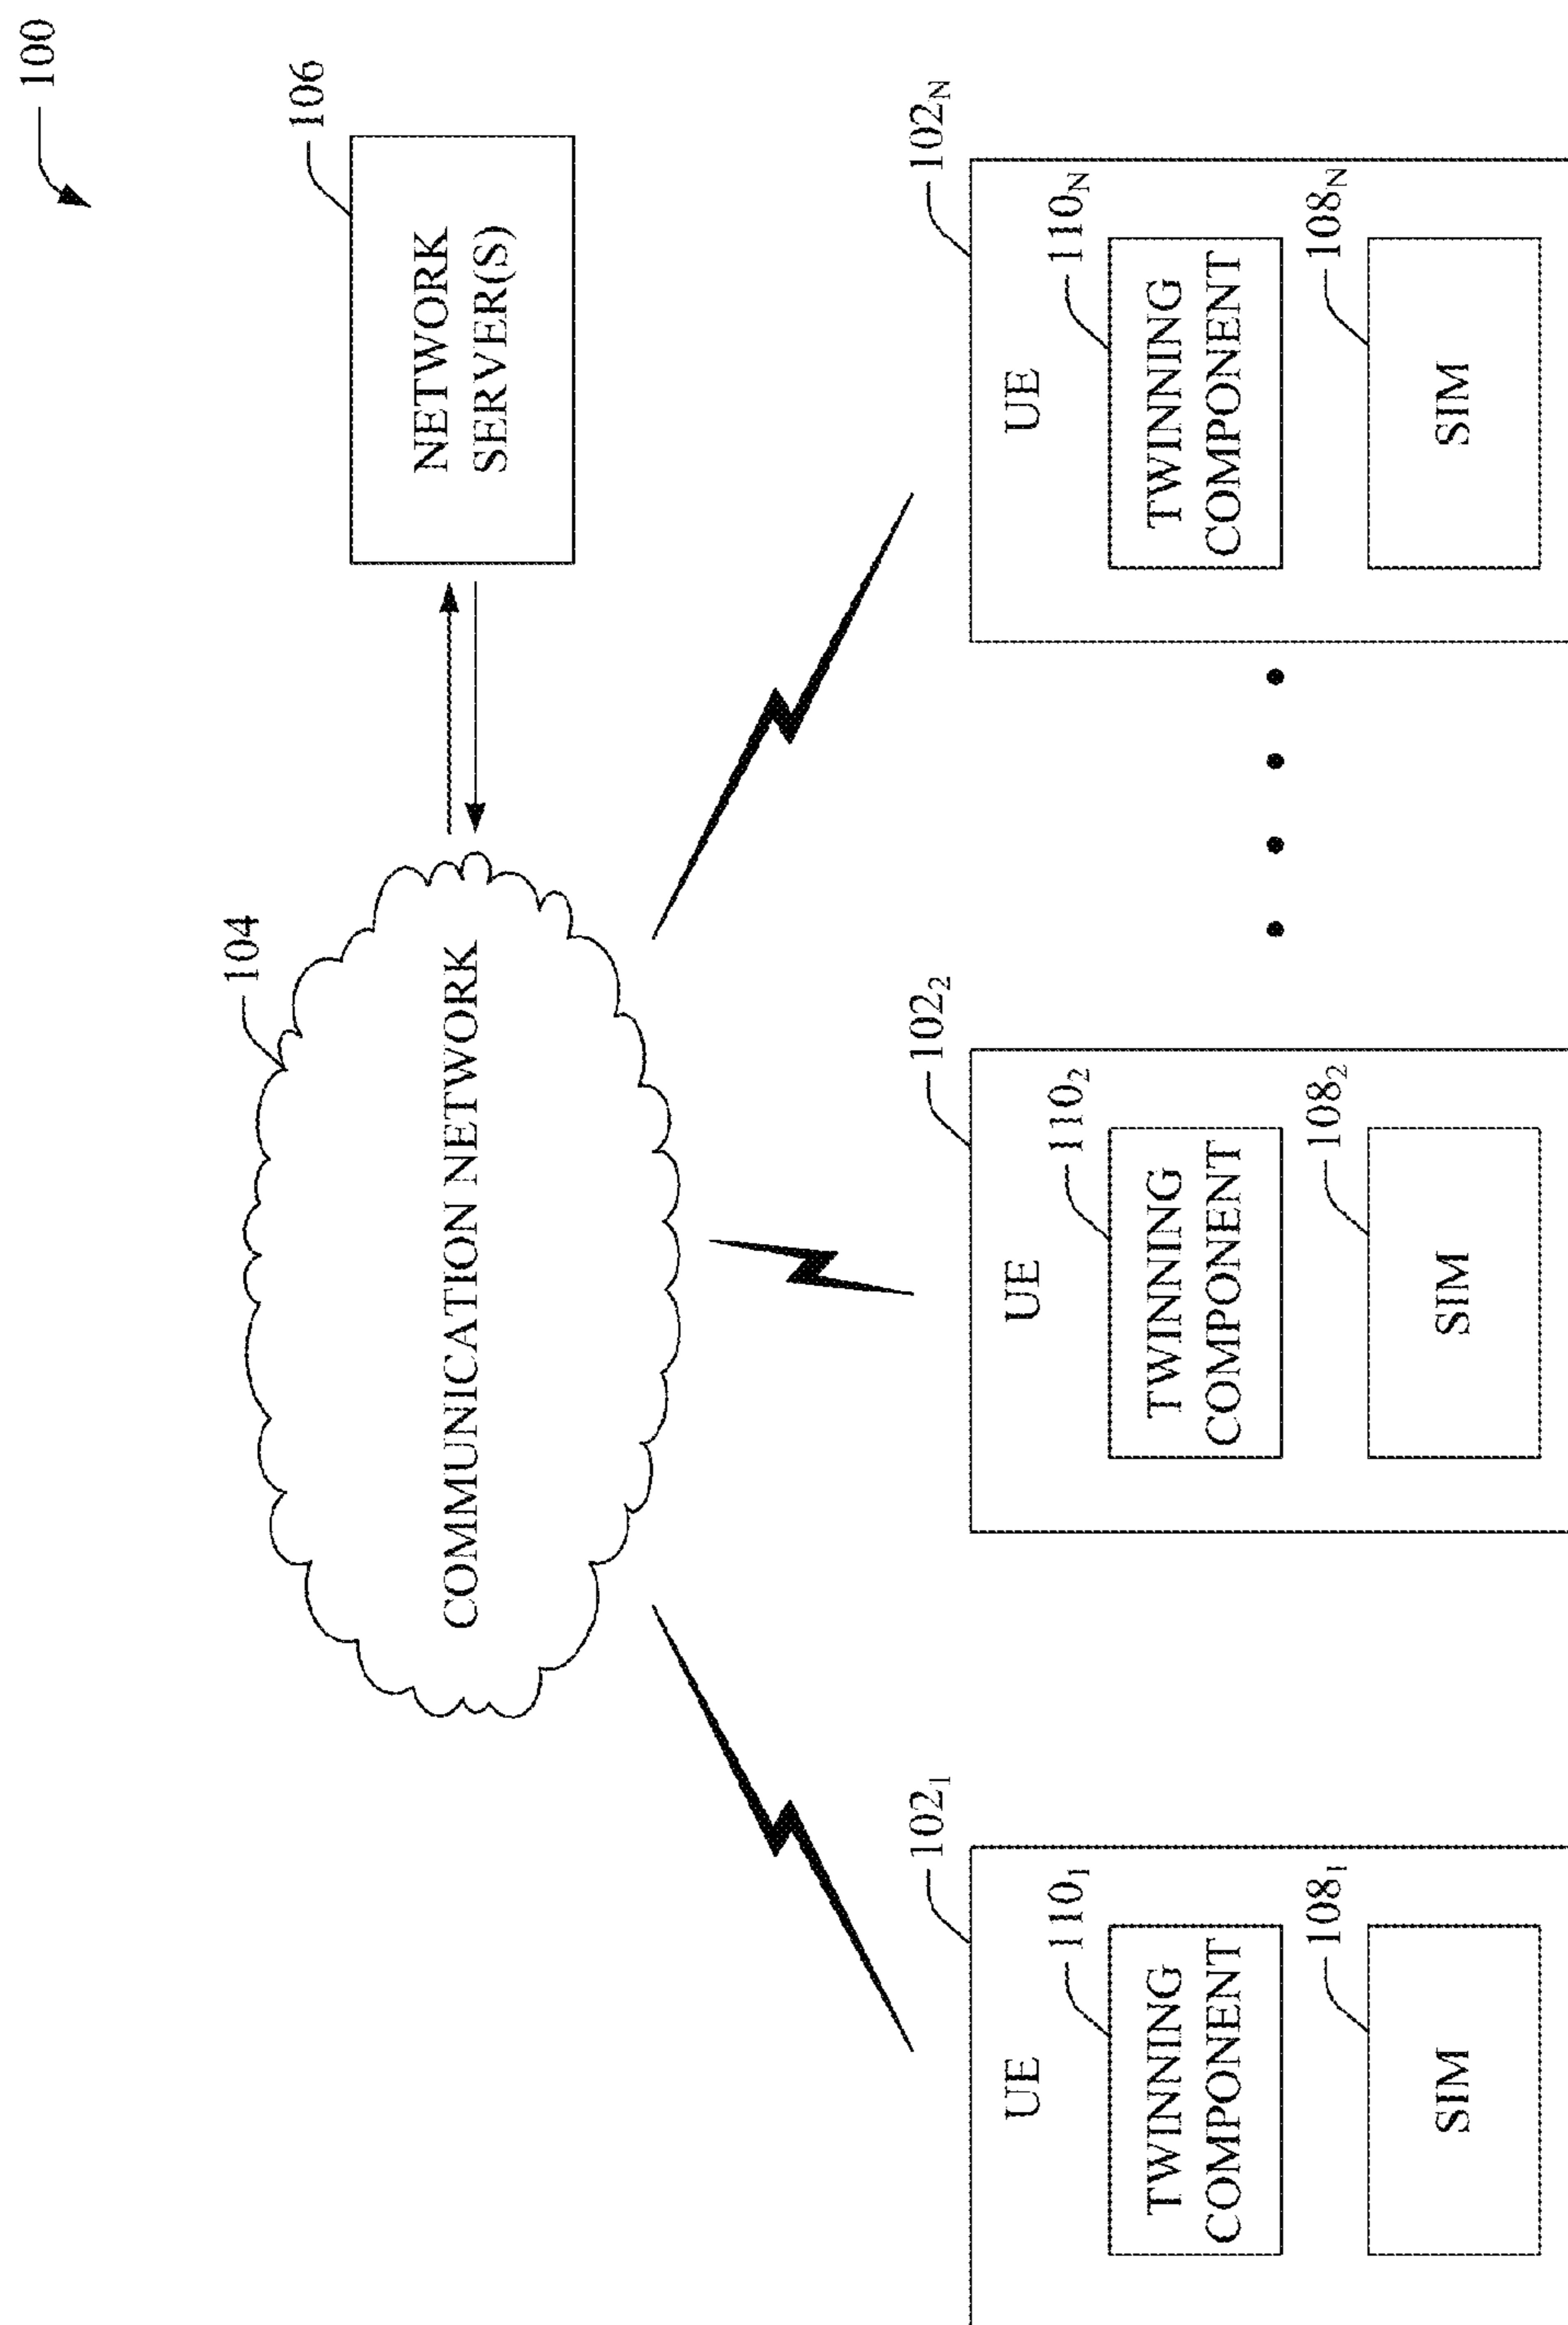 100
106
NETWORK
SERVER(S)
104
COMMUNICATION NETWORK
102₁
UE
110₁
TWINNING
COMPONENT
108₁
SIM
102₂
UE
110₂
TWINNING
COMPONENT
108₂
SIM
102ₙ
UE
110ₙ
TWINNING
COMPONENT
108ₙ
SIM